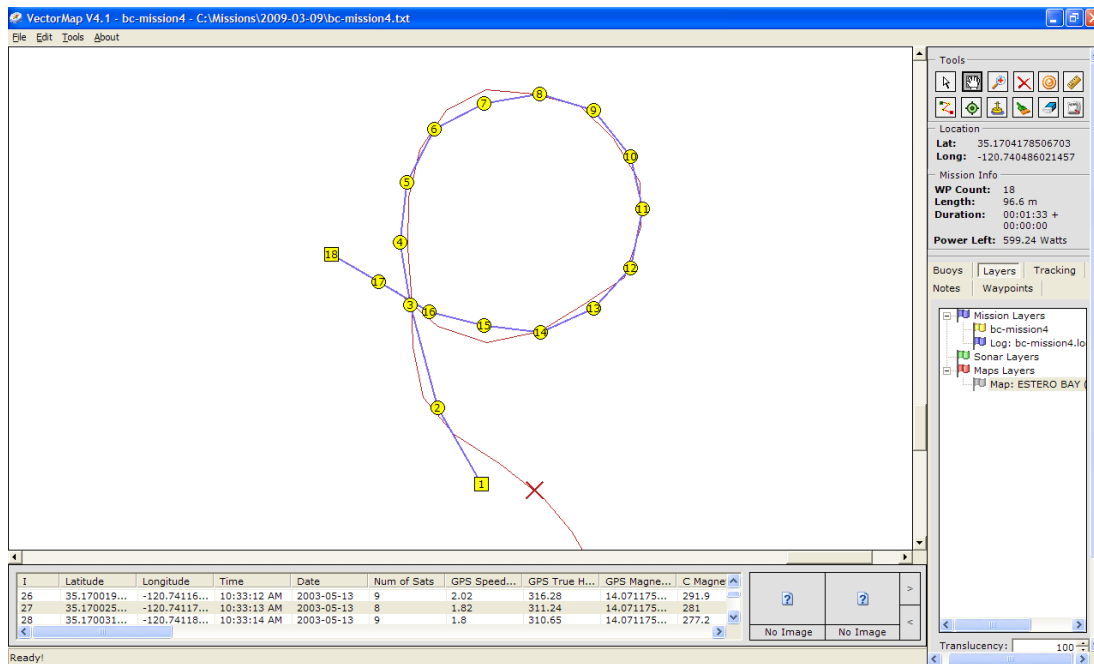 VectorMap V4.1 - bc-mission4 - C:\Missions\2009-03-09\bc-mission4.txt
File Edit Tools About
8
7
9
6
10
5
11
4
18
12
17
3
16
13
15
14
2
1
Tools
Location
Lat: 35.1704178506703
Long: -120.740486021457
Mission Info
WP Count: 18
Length: 96.6 m
Duration: 00:01:33 +
00:00:00
Power Left: 599.24 Watts
Buoys Layers Tracking
Notes Waypoints
Mission Layers
bc-mission4
Log: bc-mission4.lo
Sonar Layers
Maps Layers
Map: ESTERO BAY (
Translucency: 100
I Latitude Longitude Time Date Num of Sats GPS Speed... GPS True H... GPS Magne... C Magne
26 35.170019... -120.74116... 10:33:12 AM 2003-05-13 9 2.02 316.28 14.071175... 291.9
27 35.170025... -120.74117... 10:33:13 AM 2003-05-13 8 1.82 311.24 14.071175... 281
28 35.170031... -120.74118... 10:33:14 AM 2003-05-13 9 1.8 310.65 14.071175... 277.2
No Image No Image
>
<
Ready!